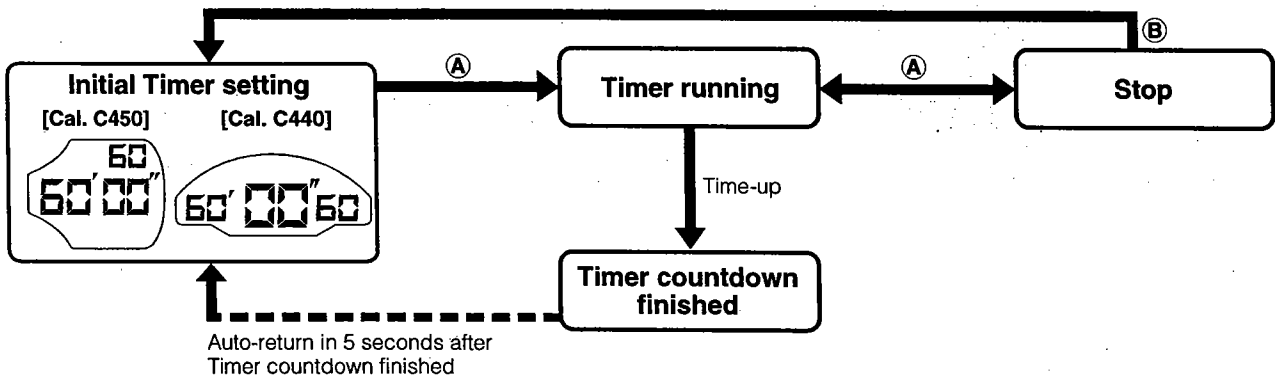 Ⓑ
Initial Timer setting
[Cal. C450] [Cal. C440]
60
60′ 00″
60′ 00″ 60
Ⓐ
Timer running
Ⓐ
Stop
Time-up
Timer countdown
finished
Auto-return in 5 seconds after
Timer countdown finished